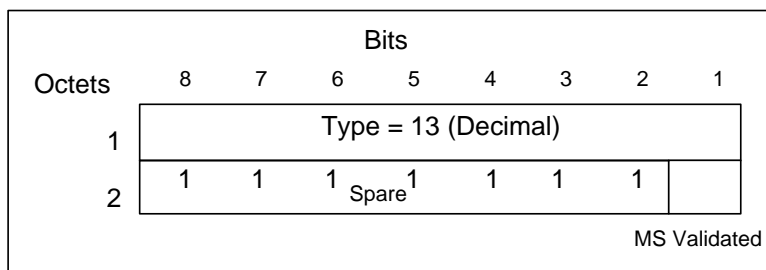 Bits
Octets 8 7 6 5 4 3 2 1
1 Type = 13 (Decimal)
2 1 1 1 1 1 1 1
Spare
MS Validated